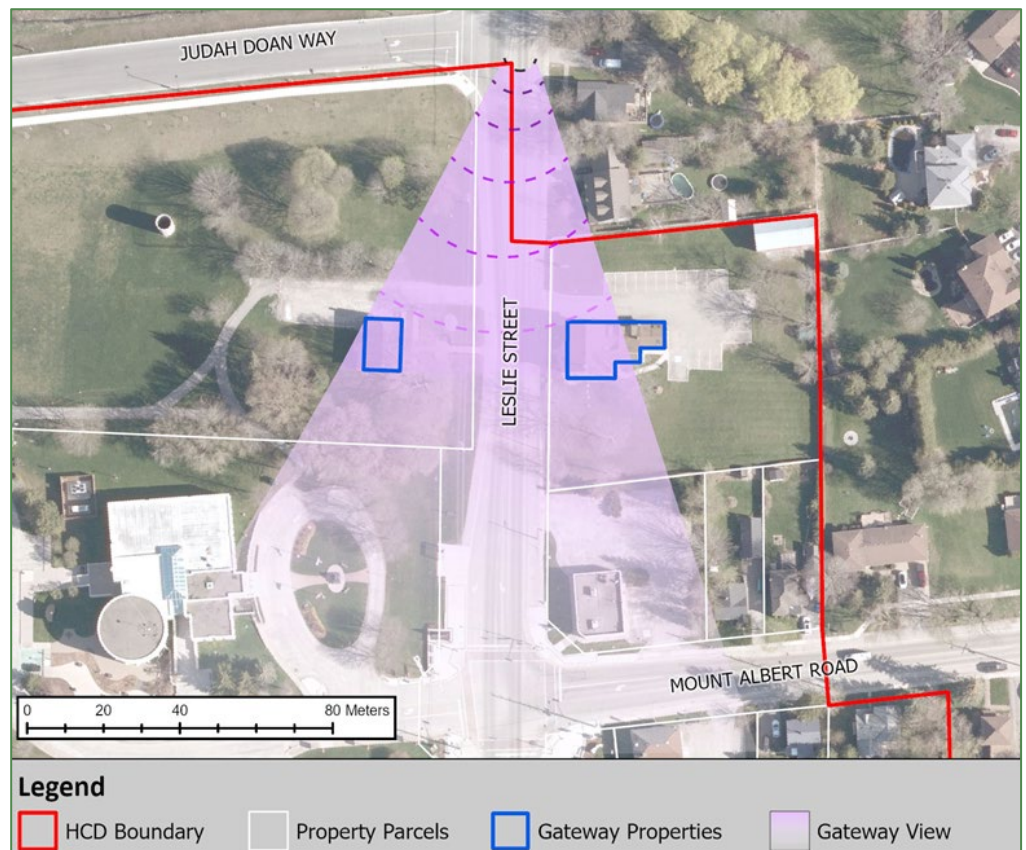 JUDAH DOAN WAY
LESLIE STREET
MOUNT ALBERT ROAD
0 20 40 80 Meters
Legend
HCD Boundary Property Parcels Gateway Properties Gateway View